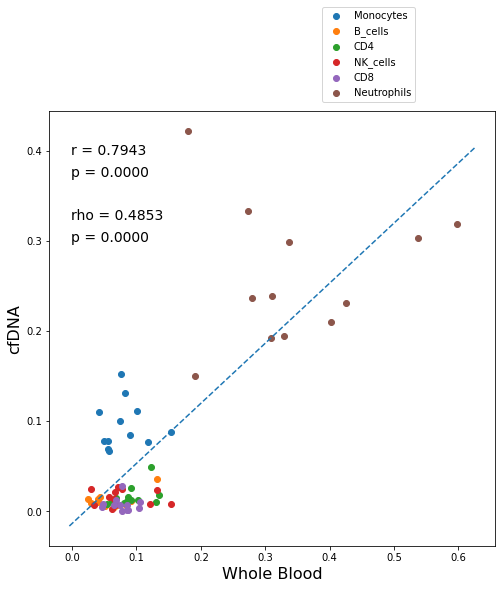 Monocytes
B_cells
CD4
NK_cells
CD8
Neutrophils
r = 0.7943
p = 0.0000
rho = 0.4853
p = 0.0000
0.4
0.3
0.2
0.1
0.0
cfDNA
0.0 0.1 0.2 0.3 0.4 0.5 0.6
Whole Blood